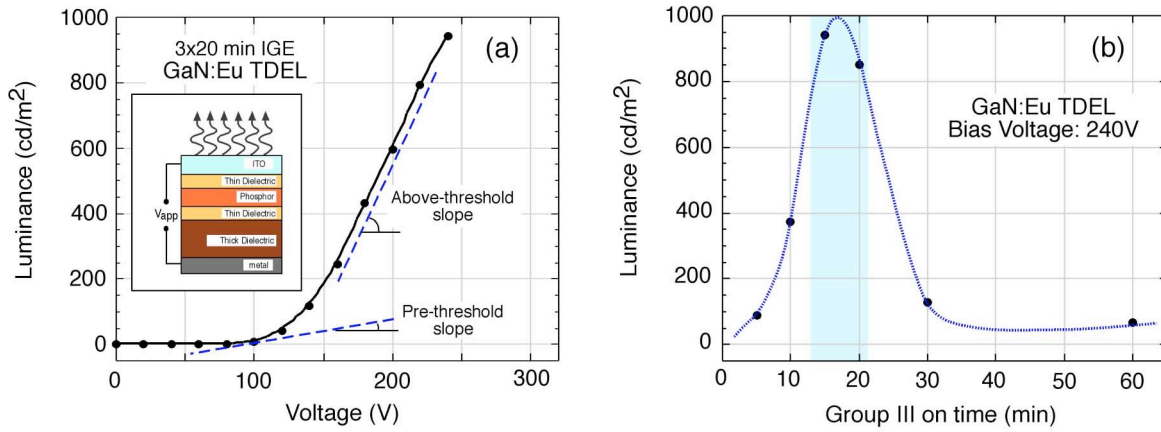 (a)
3x20 min IGE
GaN:Eu TDEL
ITO
Thin Dielectric
Phosphor
Thin Dielectric
Thick Dielectric
metal
Vapp
Above-threshold
slope
Pre-threshold
slope
Luminance (cd/m²)
1000
800
600
400
200
0
0 100 200 300
Voltage (V)
(b)
GaN:Eu TDEL
Bias Voltage: 240V
Luminance (cd/m²)
1000
800
600
400
200
0
0 10 20 30 40 50 60
Group III on time (min)